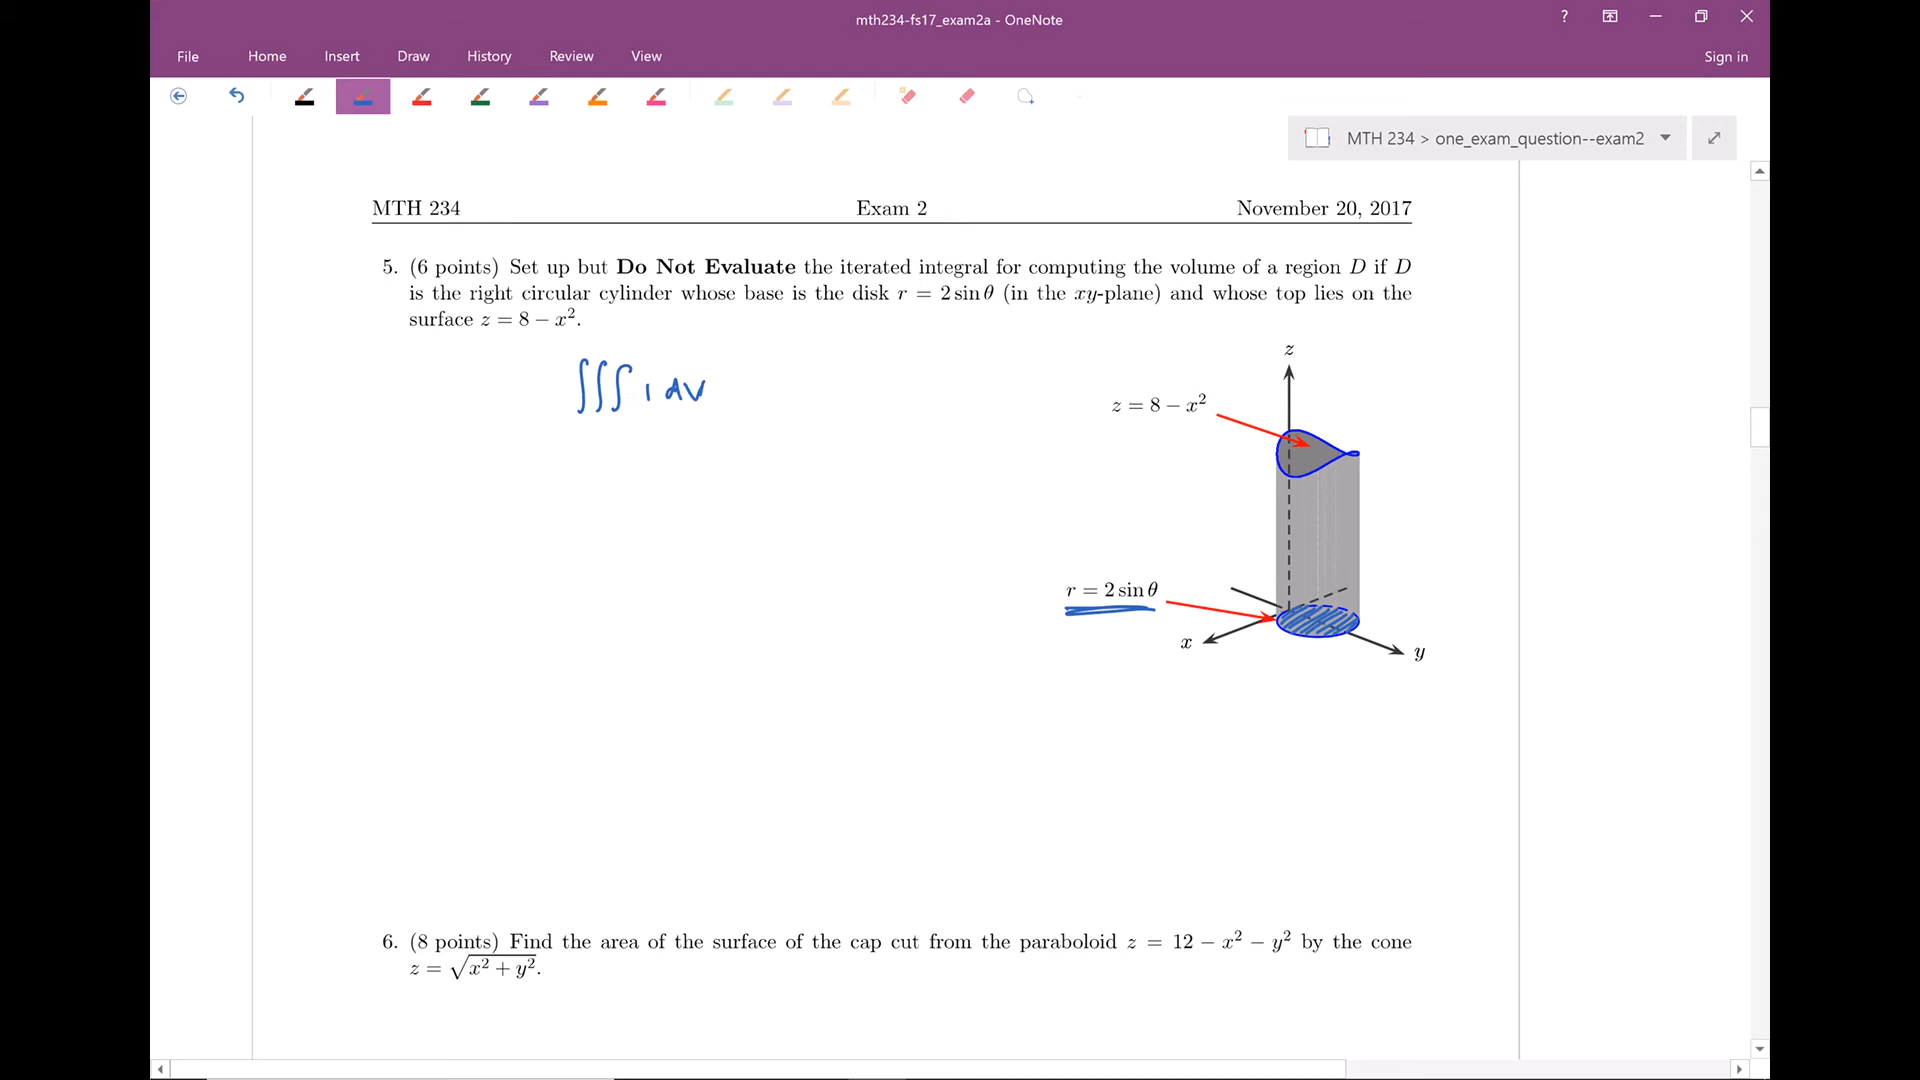 mth234-fs17_exam2a - OneNote
?
File Home Insert Draw History Review View Sign in
MTH 234 > one_exam_question--exam2
MTH 234 Exam 2 November 20, 2017
5. (6 points) Set up but Do Not Evaluate the iterated integral for computing the volume of a region D if D
is the right circular cylinder whose base is the disk r = 2 sin θ (in the xy-plane) and whose top lies on the
surface z = 8 − x².
∫∫∫ 1 dV
z
z = 8 − x²
r = 2 sin θ
x
y
6. (8 points) Find the area of the surface of the cap cut from the paraboloid z = 12 − x² − y² by the cone
z = √(x² + y²).